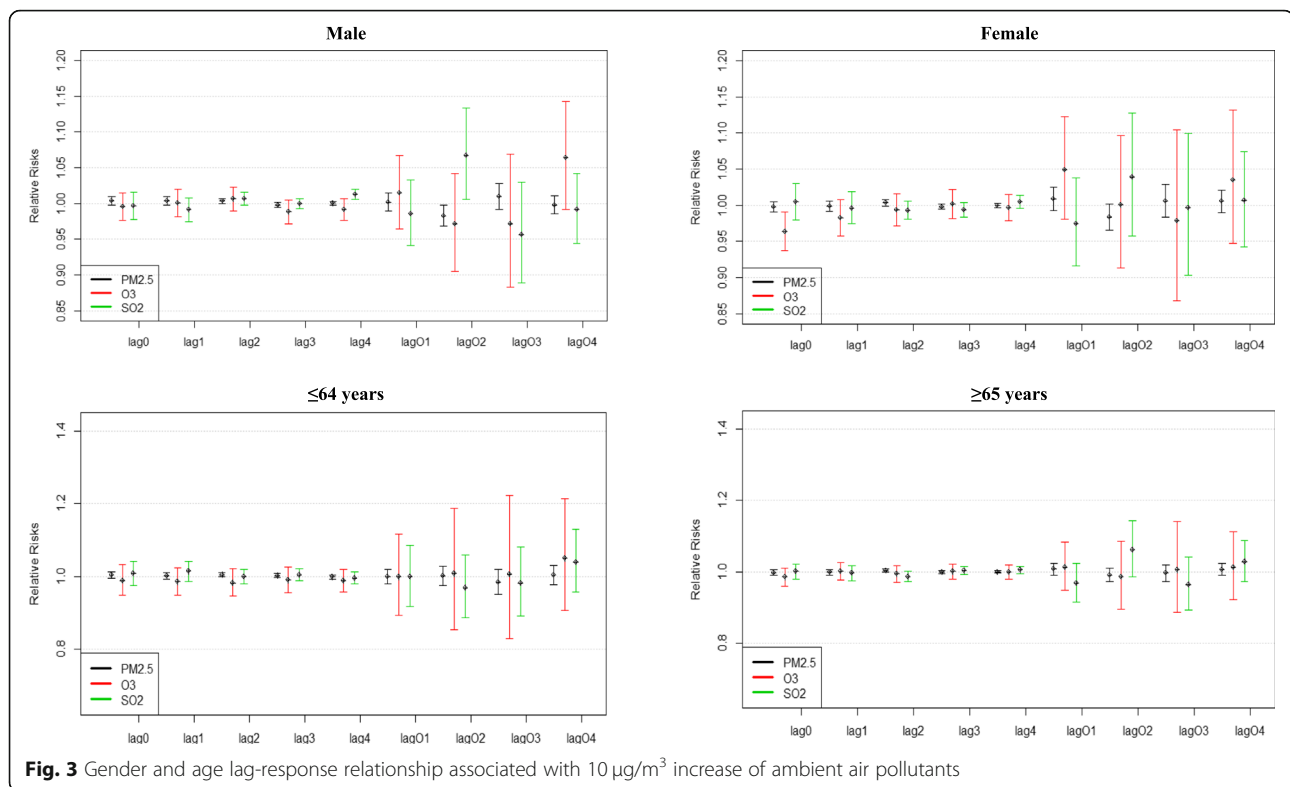 Male
Relative Risks
1.20
1.15
1.10
1.05
1.00
0.95
0.90
0.85
PM2.5
O3
SO2
lag0 lag1 lag2 lag3 lag4 lagO1 lagO2 lagO3 lagO4
Female
Relative Risks
1.20
1.15
1.10
1.05
1.00
0.95
0.90
0.85
PM2.5
O3
SO2
lag0 lag1 lag2 lag3 lag4 lagO1 lagO2 lagO3 lagO4
≤64 years
Relative Risks
1.4
1.2
1.0
0.8
PM2.5
O3
SO2
lag0 lag1 lag2 lag3 lag4 lagO1 lagO2 lagO3 lagO4
≥65 years
Relative Risks
1.4
1.2
1.0
0.8
PM2.5
O3
SO2
lag0 lag1 lag2 lag3 lag4 lagO1 lagO2 lagO3 lagO4
Fig. 3 Gender and age lag-response relationship associated with 10 μg/m³ increase of ambient air pollutants